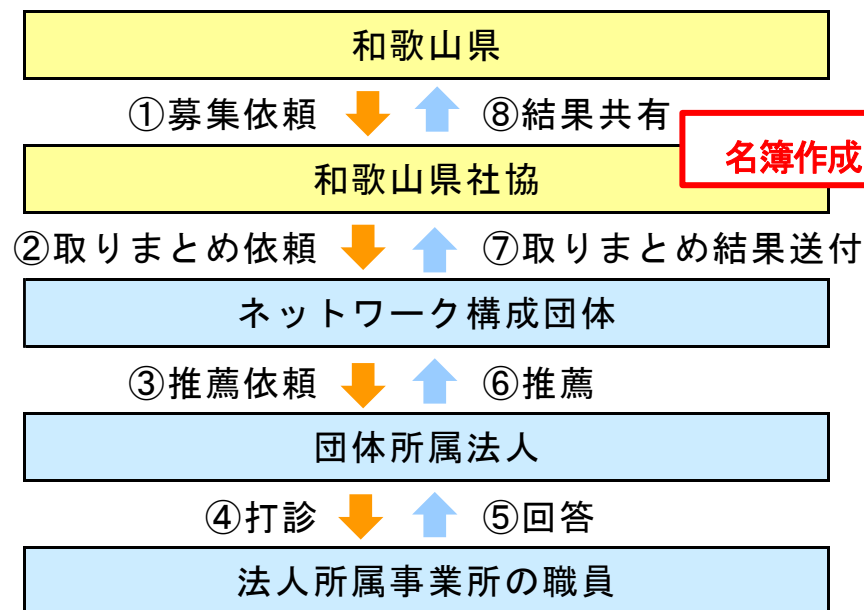 和歌山県
①募集依頼 ⑧結果共有
名簿作成
和歌山県社協
②取りまとめ依頼 ⑦取りまとめ結果送付
ネットワーク構成団体
③推薦依頼 ⑥推薦
団体所属法人
④打診 ⑤回答
法人所属事業所の職員